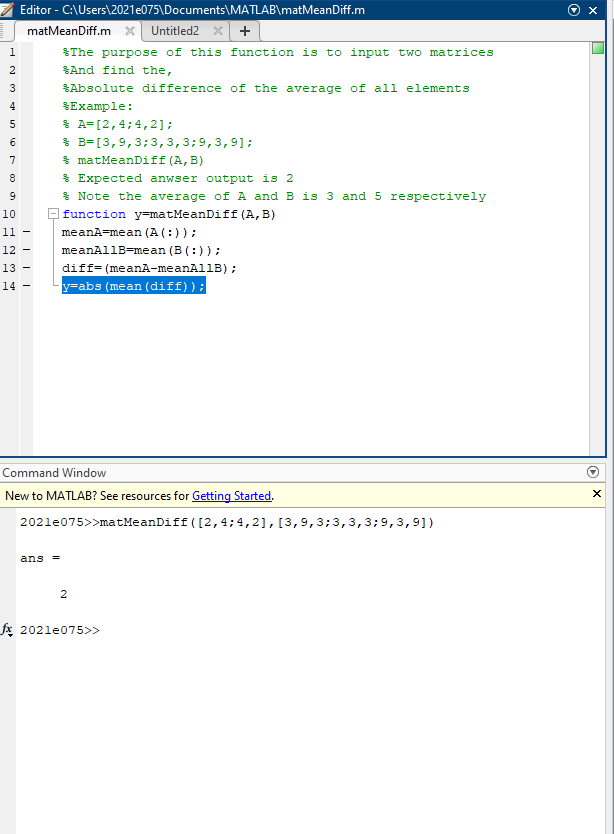 Editor - C:\Users\2021e075\Documents\MATLAB\matMeanDiff.m
matMeanDiff.m Untitled2 +
1 %The purpose of this function is to input two matrices
2 %And find the,
3 %Absolute difference of the average of all elements
4 %Example:
5 % A=[2,4;4,2];
6 % B=[3,9,3;3,3,3;9,3,9];
7 % matMeanDiff(A,B)
8 % Expected anwser output is 2
9 % Note the average of A and B is 3 and 5 respectively
10 function y=matMeanDiff(A,B)
11 meanA=mean(A(:));
12 meanAllB=mean(B(:));
13 diff=(meanA-meanAllB);
14 y=abs(mean(diff));
Command Window
New to MATLAB? See resources for Getting Started.
2021e075>>matMeanDiff([2,4;4,2],[3,9,3;3,3,3;9,3,9])
ans =
2
fx 2021e075>>